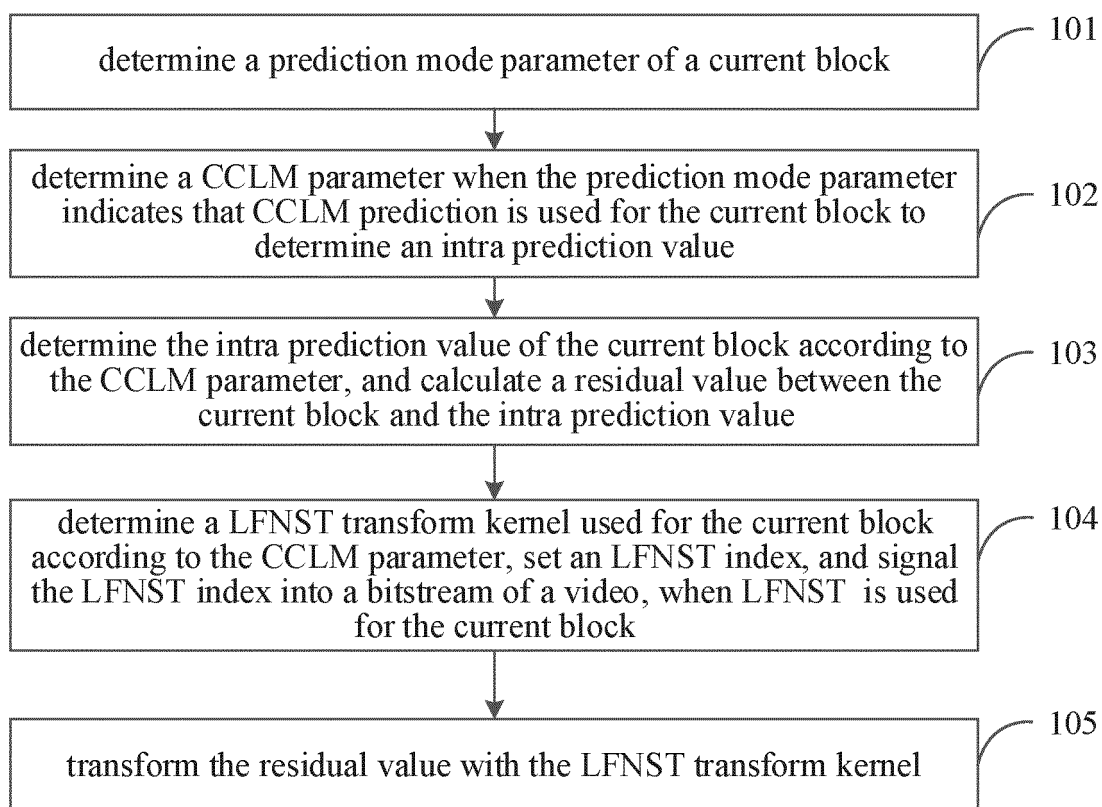 determine a prediction mode parameter of a current block
101
determine a CCLM parameter when the prediction mode parameter
indicates that CCLM prediction is used for the current block to
determine an intra prediction value
102
determine the intra prediction value of the current block according to
the CCLM parameter, and calculate a residual value between the
current block and the intra prediction value
103
determine a LFNST transform kernel used for the current block
according to the CCLM parameter, set an LFNST index, and signal
the LFNST index into a bitstream of a video, when LFNST is used
for the current block
104
transform the residual value with the LFNST transform kernel
105